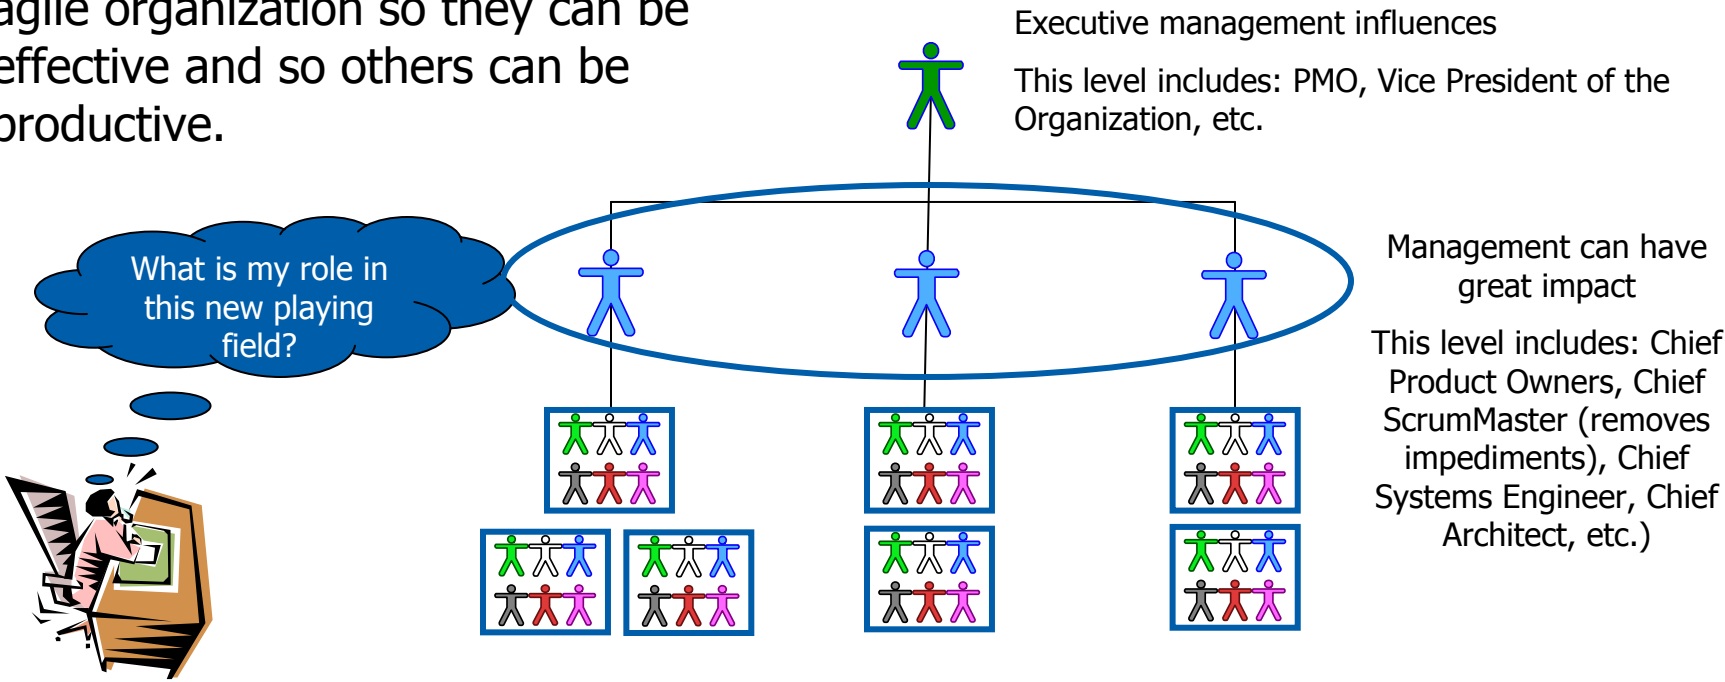 agile organization so they can be
effective and so others can be
productive.
Executive management influences
This level includes: PMO, Vice President of the
Organization, etc.
What is my role in
this new playing
field?
Management can have
great impact
This level includes: Chief
Product Owners, Chief
ScrumMaster (removes
impediments), Chief
Systems Engineer, Chief
Architect, etc.)